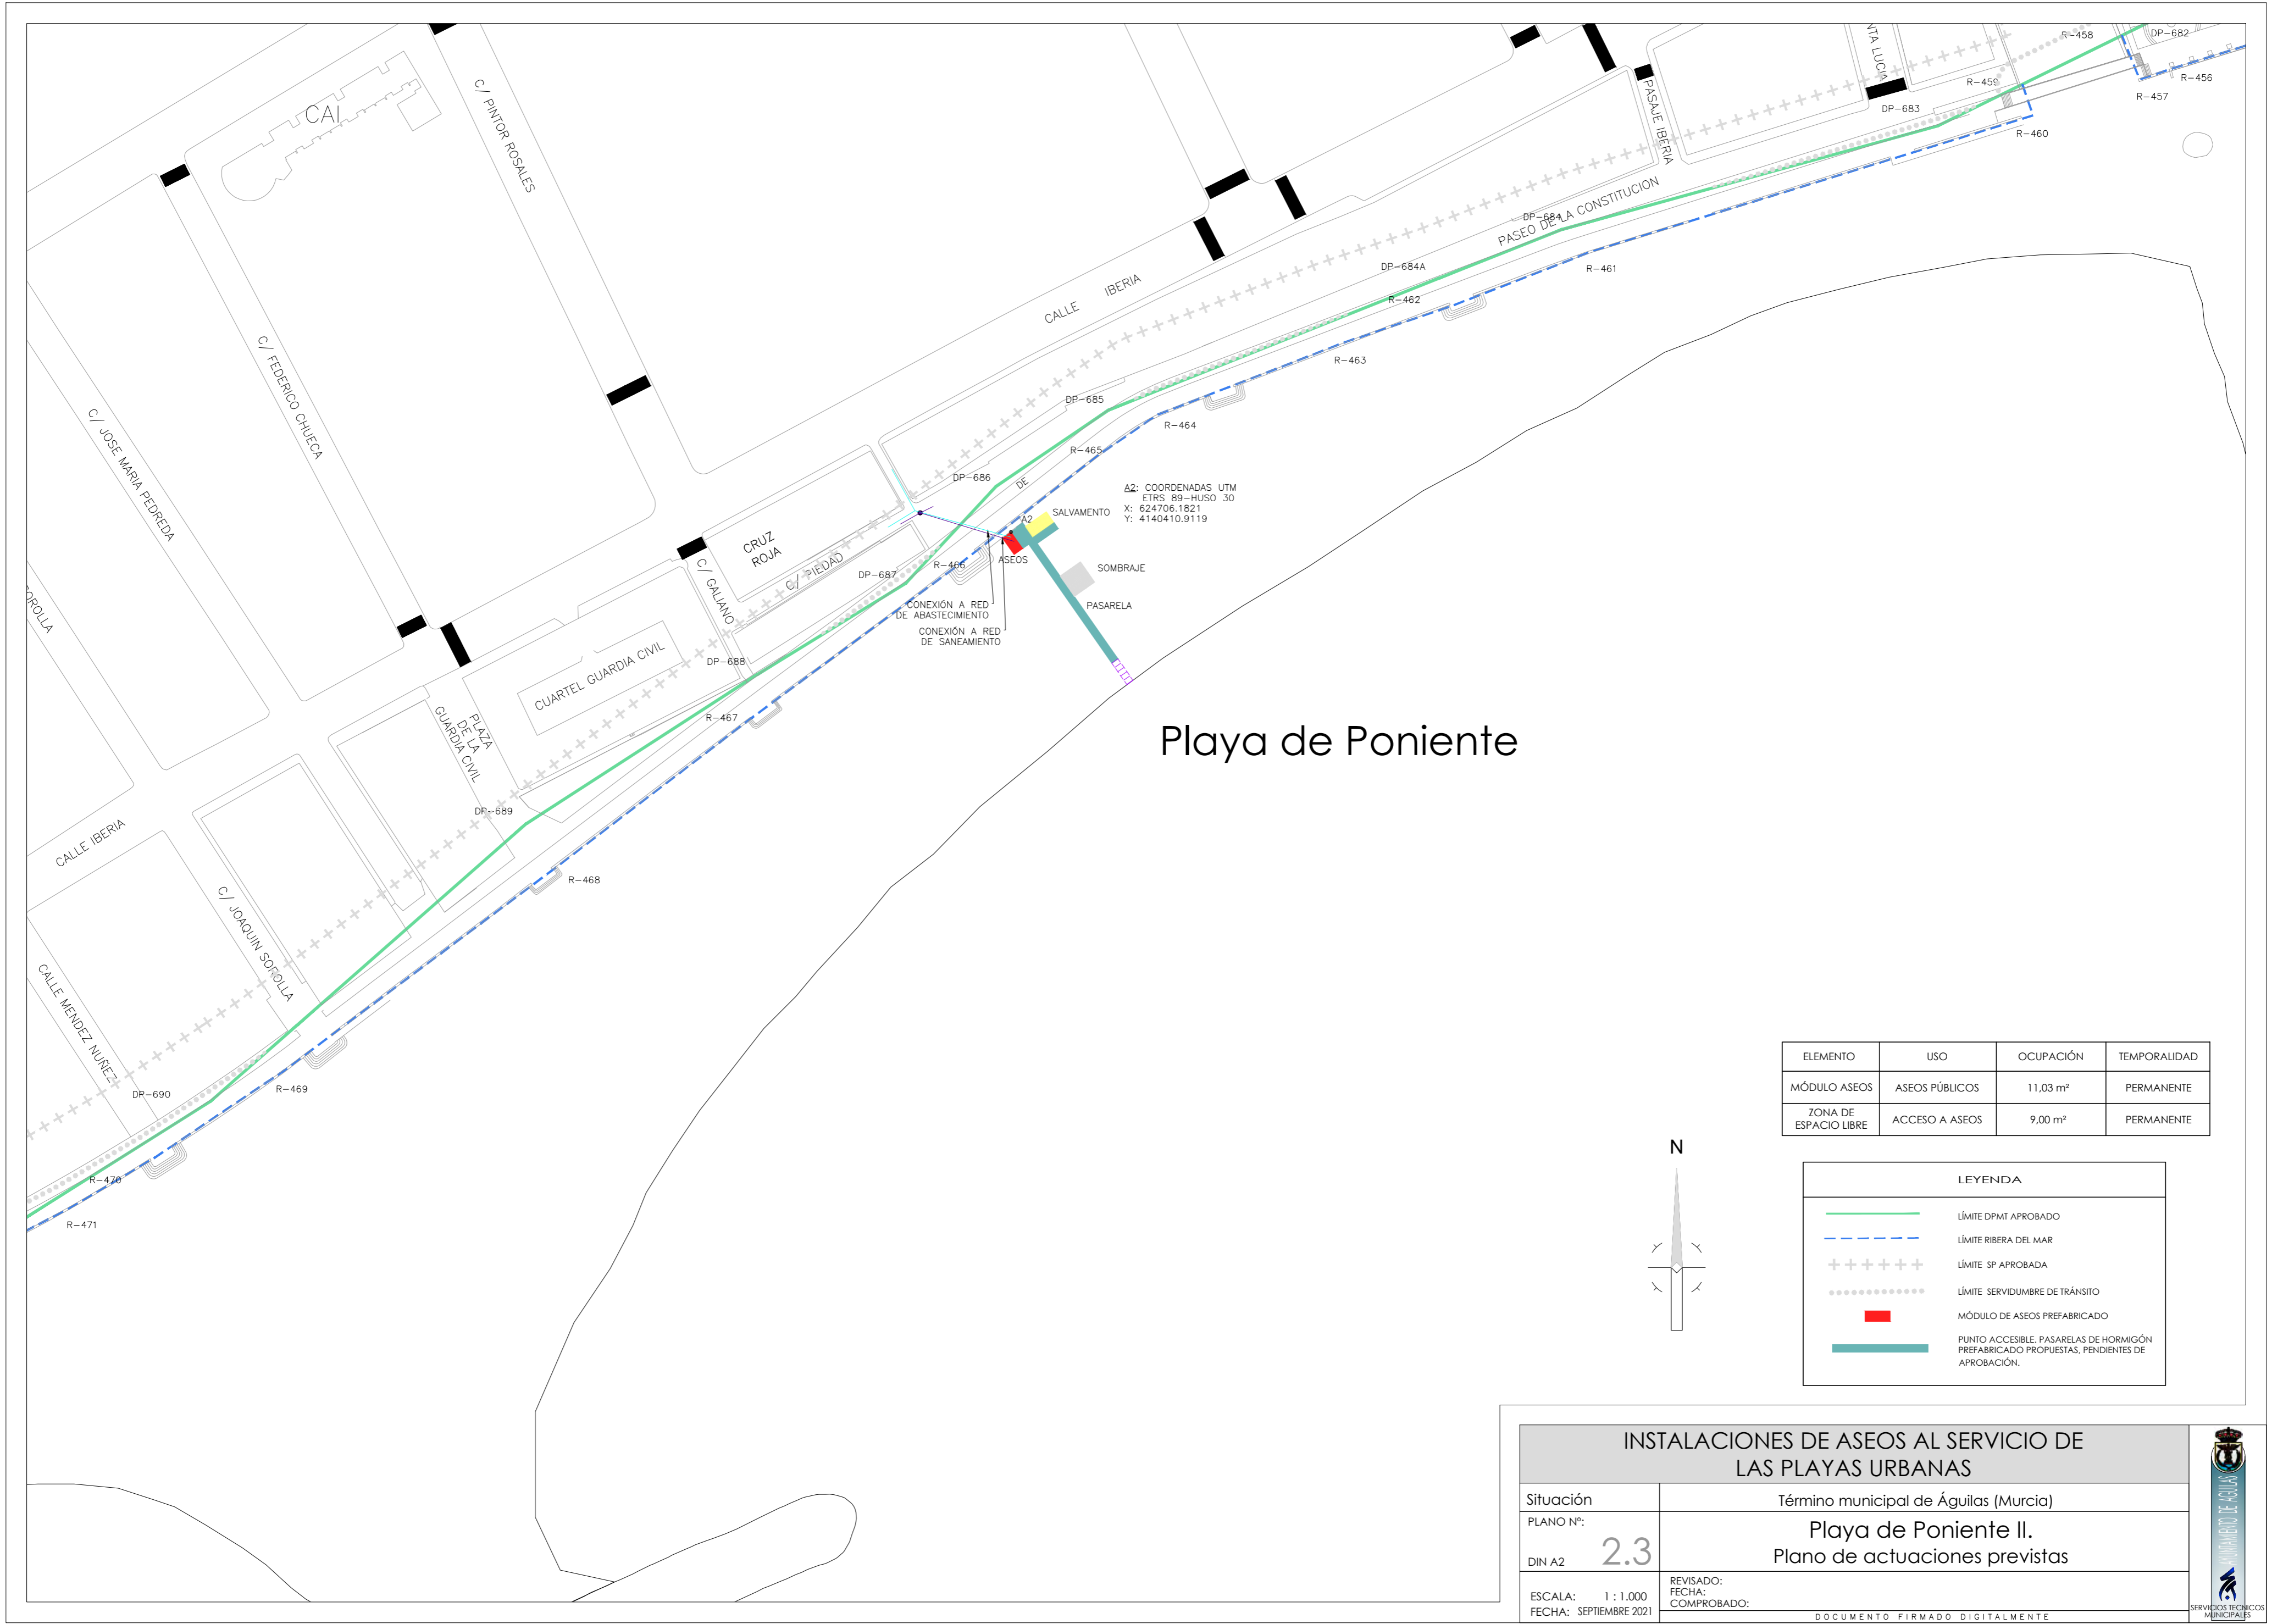 CAI
C/ PINTOR ROSALES
C/ FEDERICO CHUECA
C/ JOSE MARIA PEDREDA
OROLLA
CALLE IBERIA
CALLE IBERIA
C/ JOAQUIN SOROLLA
CALLE MENDEZ NUÑEZ
PLAZA
DE LA
GUARDIA CIVIL
CUARTEL GUARDIA CIVIL
C/ GALIANO
CRUZ
ROJA
C/ PIEDAD
PASAJE IBERIA
NTA LUCIA
PASEO DE LA CONSTITUCION
DE
DP-682
DP-683
DP-684
DP-684A
DP-685
DP-686
DP-687
DP-688
DP-689
DP-690
R-456
R-457
R-458
R-459
R-460
R-461
R-462
R-463
R-464
R-465
R-466
R-467
R-468
R-469
R-470
R-471
A2: COORDENADAS UTM
ETRS 89-HUSO 30
X: 624706.1821
Y: 4140410.9119
A2
SALVAMENTO
ASEOS
SOMBRAJE
PASARELA
CONEXIÓN A RED
DE ABASTECIMIENTO
CONEXIÓN A RED
DE SANEAMIENTO
Playa de Poniente
ELEMENTO USO OCUPACIÓN TEMPORALIDAD
MÓDULO ASEOS ASEOS PÚBLICOS 11,03 m² PERMANENTE
ZONA DE
ESPACIO LIBRE ACCESO A ASEOS 9,00 m² PERMANENTE
N
LEYENDA
LÍMITE DPMT APROBADO
LÍMITE RIBERA DEL MAR
LÍMITE SP APROBADA
LÍMITE SERVIDUMBRE DE TRÁNSITO
MÓDULO DE ASEOS PREFABRICADO
PUNTO ACCESIBLE. PASARELAS DE HORMIGÓN
PREFABRICADO PROPUESTAS, PENDIENTES DE
APROBACIÓN.
INSTALACIONES DE ASEOS AL SERVICIO DE
LAS PLAYAS URBANAS
Situación
Término municipal de Águilas (Murcia)
PLANO Nº:
DIN A2 2.3
Playa de Poniente II.
Plano de actuaciones previstas
ESCALA: 1 : 1.000
FECHA: SEPTIEMBRE 2021
REVISADO:
FECHA:
COMPROBADO:
DOCUMENTO FIRMADO DIGITALMENTE
AYUNTAMIENTO DE AGUILAS
SERVICIOS TECNICOS
MUNICIPALES